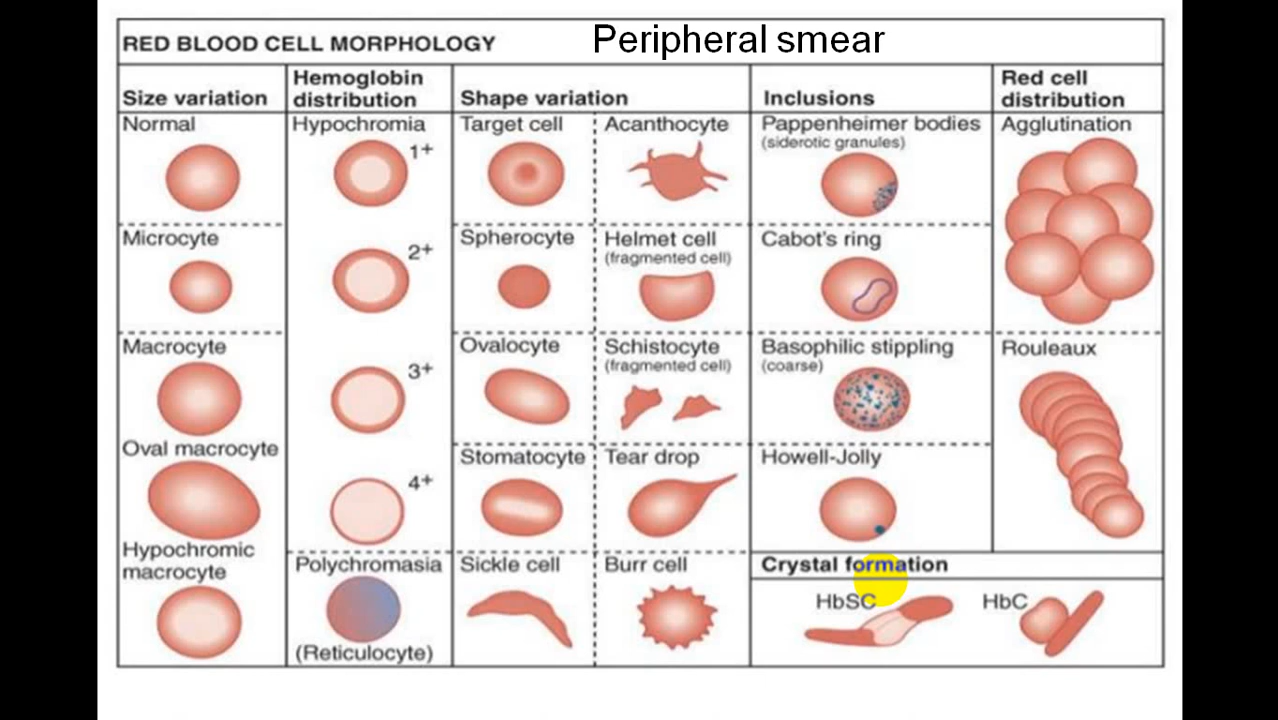 RED BLOOD CELL MORPHOLOGY
Peripheral smear
Size variation
Normal
Microcyte
Macrocyte
Oval macrocyte
Hypochromic
macrocyte
Hemoglobin
distribution
Hypochromia
1+
2+
3+
4+
Polychromasia
(Reticulocyte)
Shape variation
Target cell
Spherocyte
Ovalocyte
Stomatocyte
Sickle cell
Acanthocyte
Helmet cell
(fragmented cell)
Schistocyte
(fragmented cell)
Tear drop
Burr cell
Inclusions
Pappenheimer bodies
(siderotic granules)
Cabot's ring
Basophilic stippling
(coarse)
Howell-Jolly
Red cell
distribution
Agglutination
Rouleaux
Crystal formation
HbSC
HbC